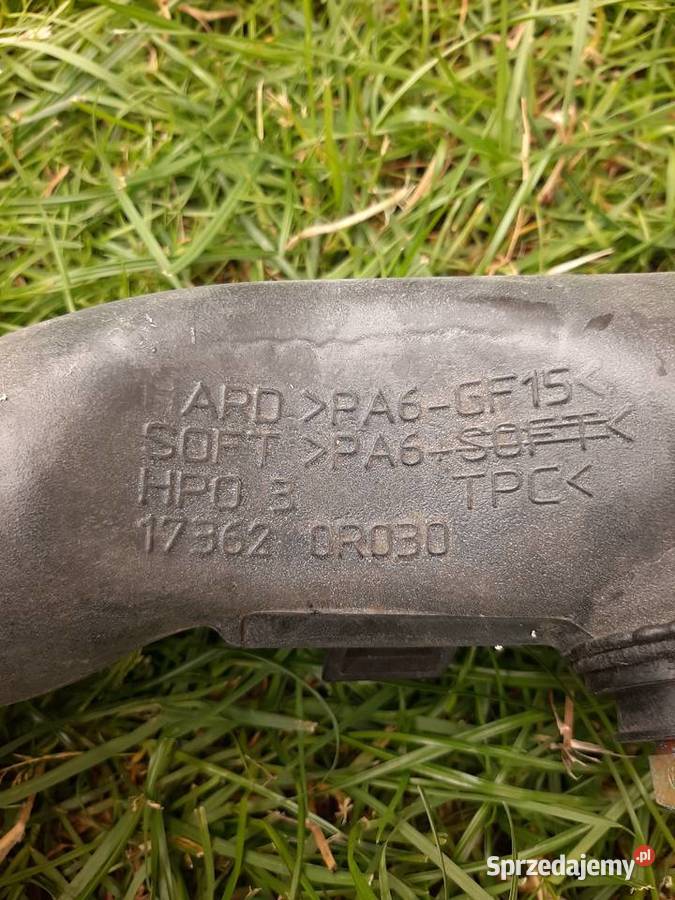 HARD >PA6-GF15<
SOFT >PA6-SOFT<
HPO 3 TPC<
17362 0R030
Sprzedajemy.pl